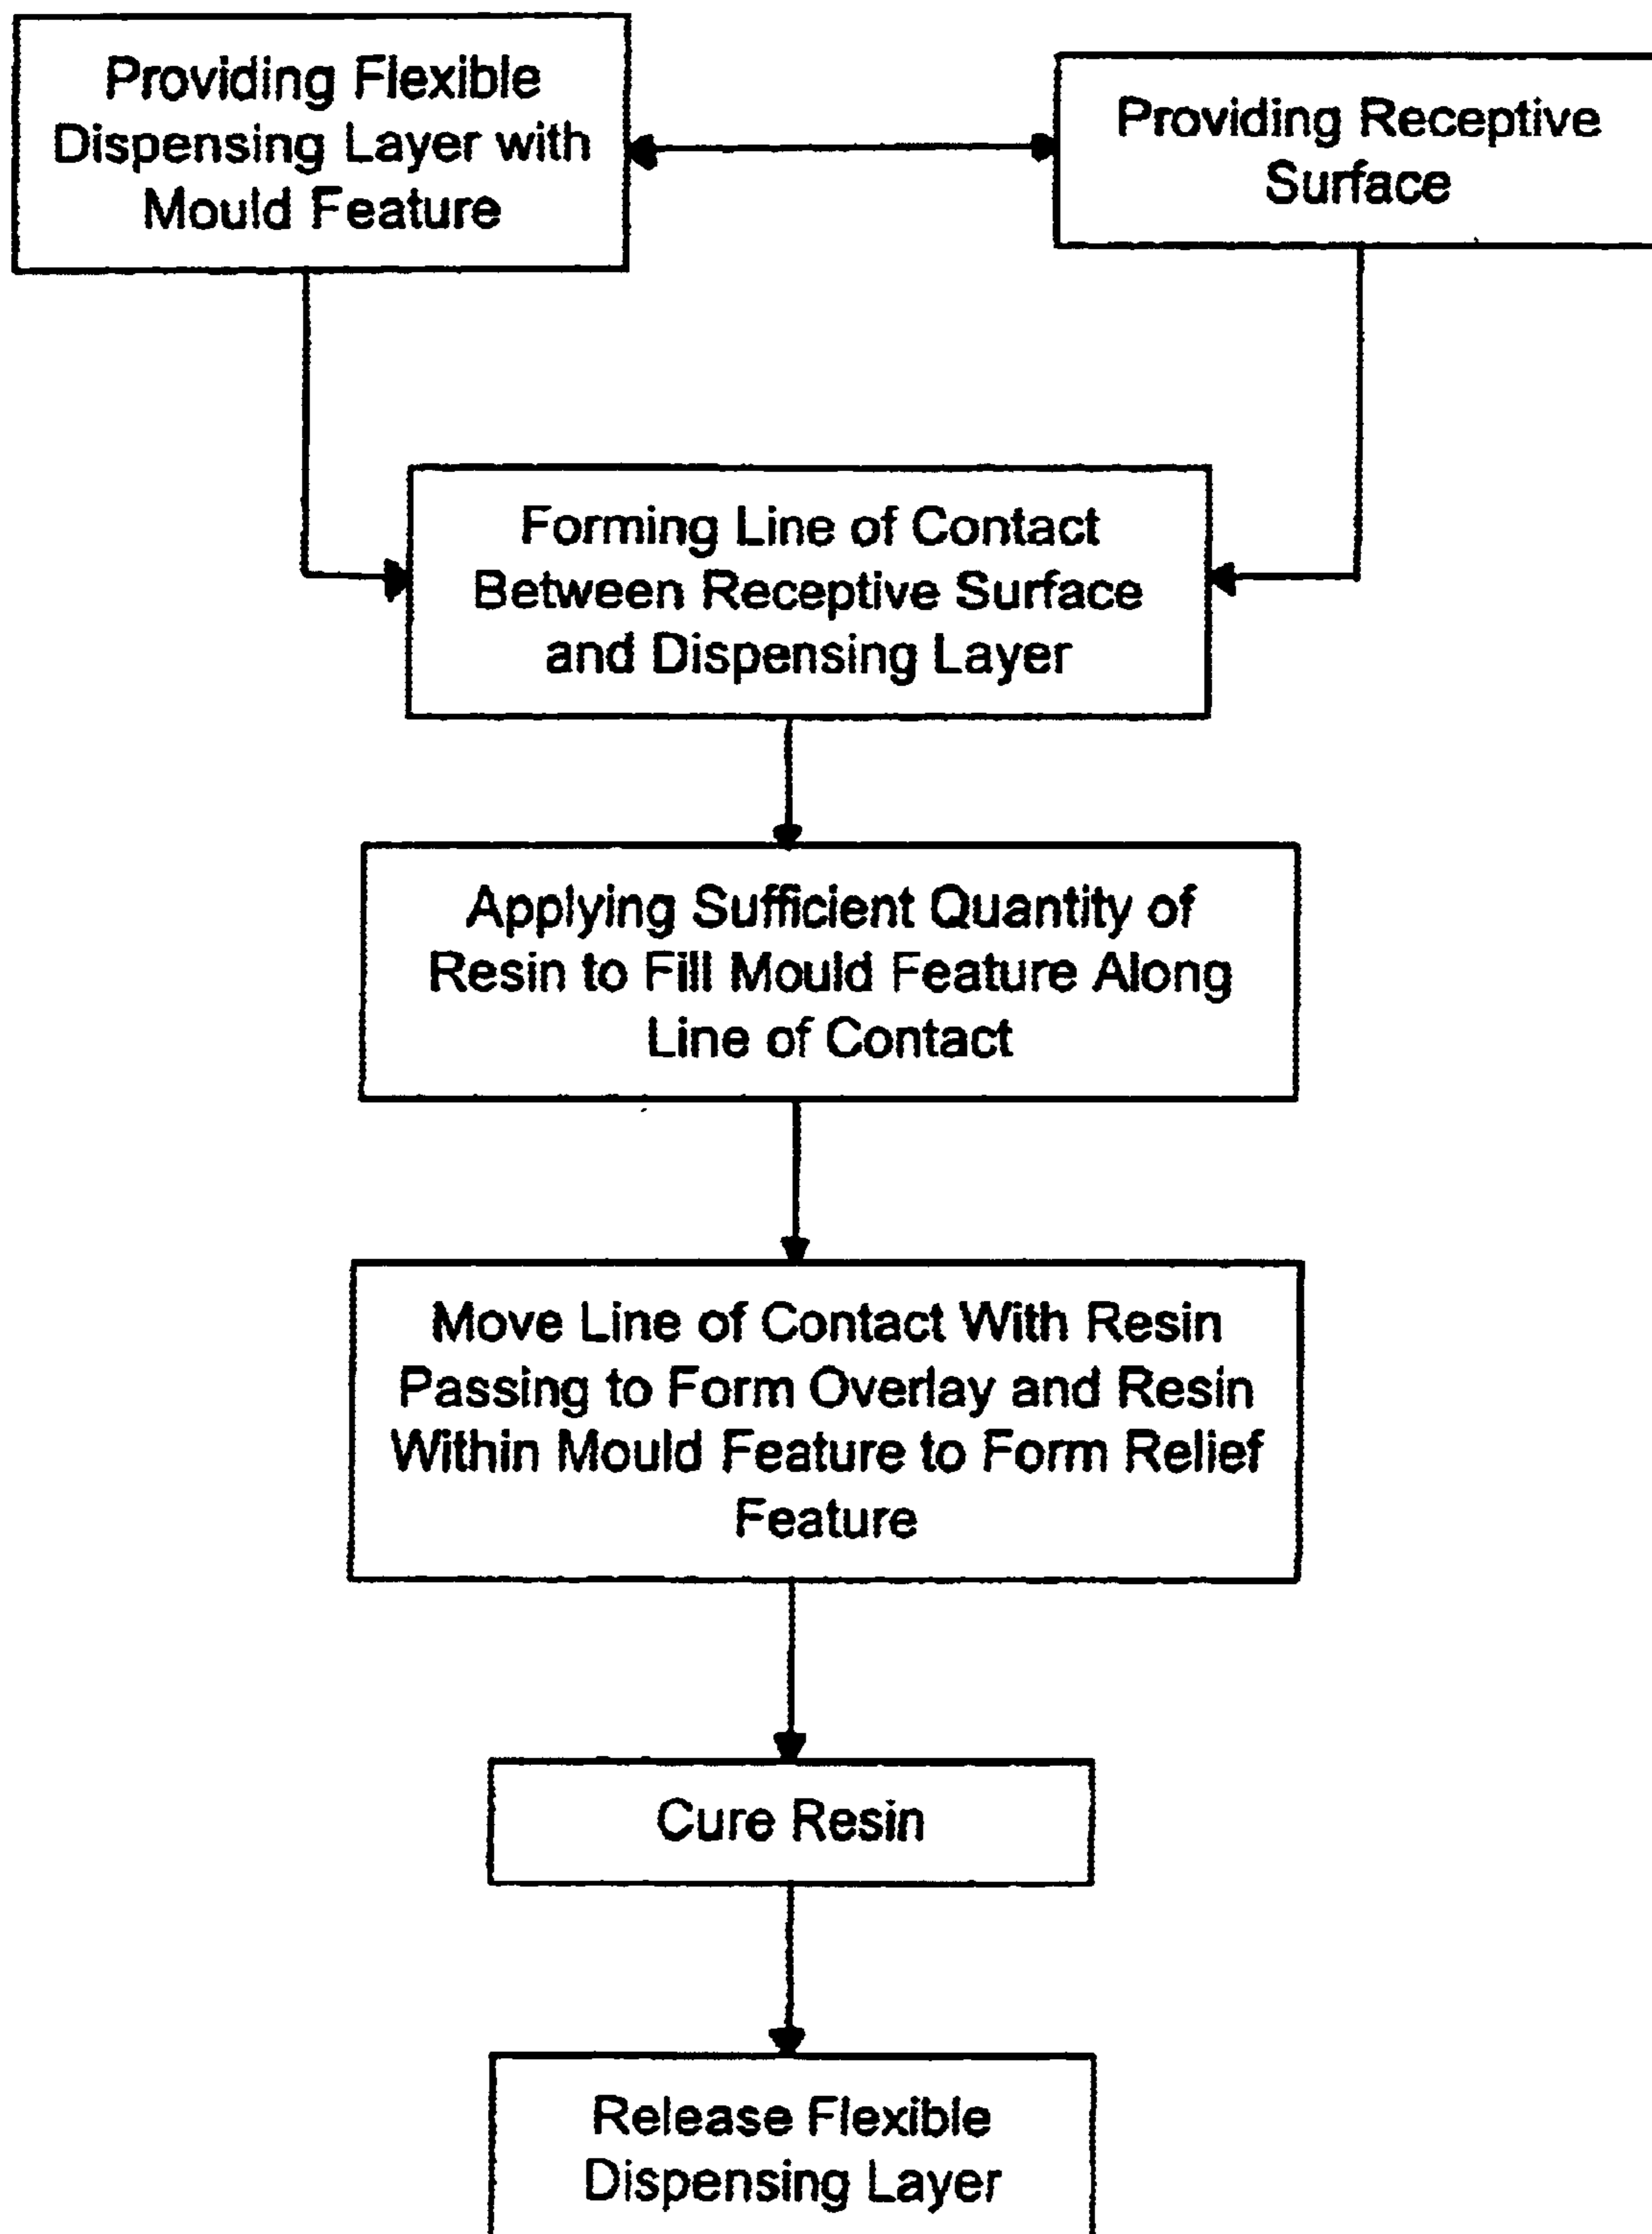 Providing Flexible
Dispensing Layer with
Mould Feature
Providing Receptive
Surface
Forming Line of Contact
Between Receptive Surface
and Dispensing Layer
Applying Sufficient Quantity of
Resin to Fill Mould Feature Along
Line of Contact
Move Line of Contact With Resin
Passing to Form Overlay and Resin
Within Mould Feature to Form Relief
Feature
Cure Resin
Release Flexible
Dispensing Layer